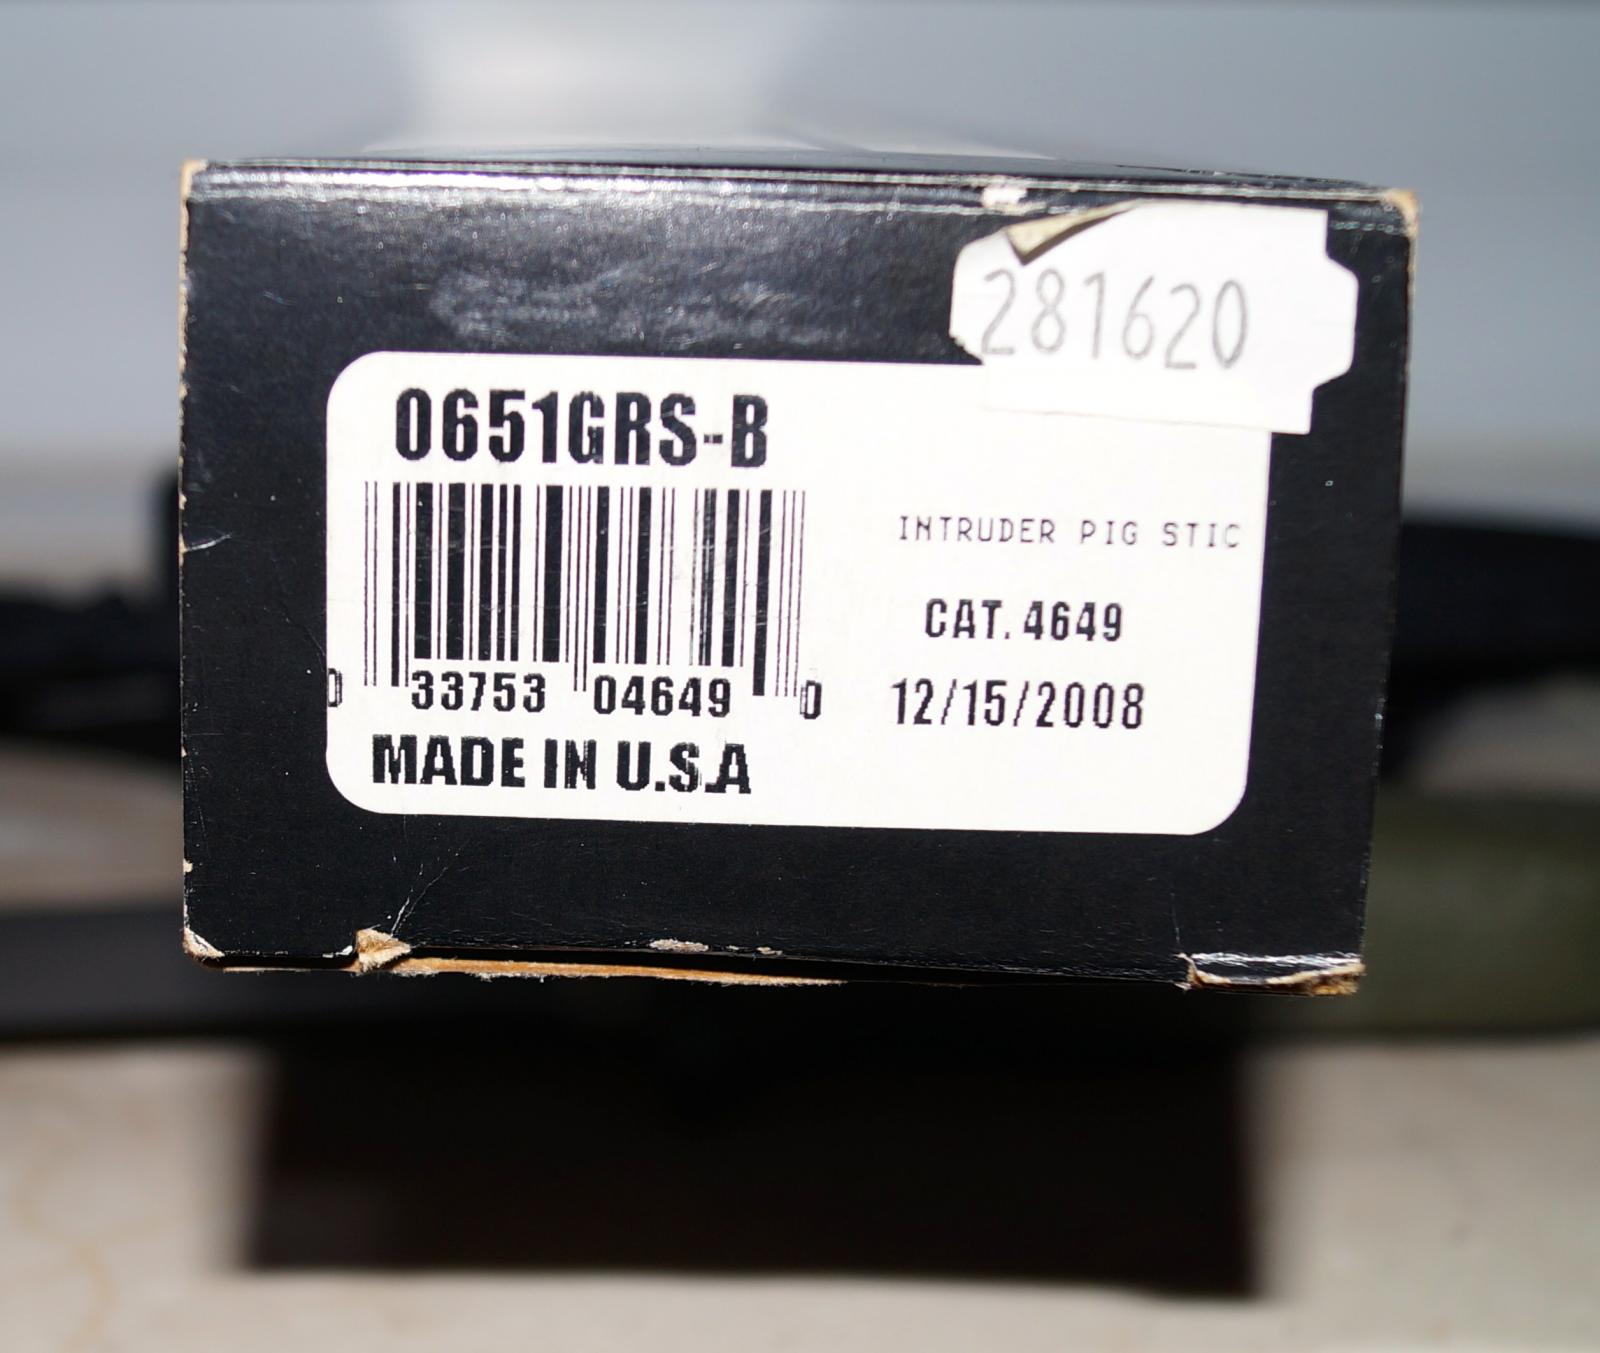 281620
0651GRS-B
INTRUDER PIG STIC
CAT. 4649
0 33753 04649 0
12/15/2008
MADE IN U.S.A